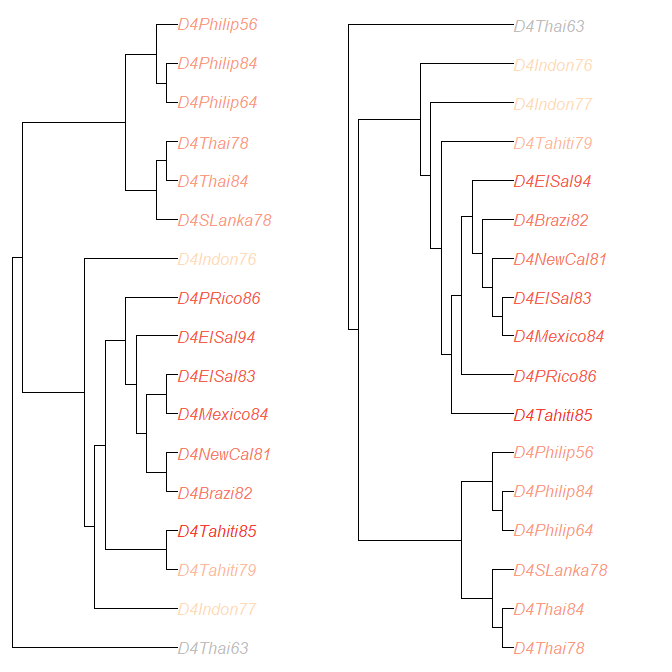 D4Philip56
D4Philip84
D4Philip64
D4Thai78
D4Thai84
D4SLanka78
D4Indon76
D4PRico86
D4ElSal94
D4ElSal83
D4Mexico84
D4NewCal81
D4Brazi82
D4Tahiti85
D4Tahiti79
D4Indon77
D4Thai63
D4Thai63
D4Indon76
D4Indon77
D4Tahiti79
D4ElSal94
D4Brazi82
D4NewCal81
D4ElSal83
D4Mexico84
D4PRico86
D4Tahiti85
D4Philip56
D4Philip84
D4Philip64
D4SLanka78
D4Thai84
D4Thai78